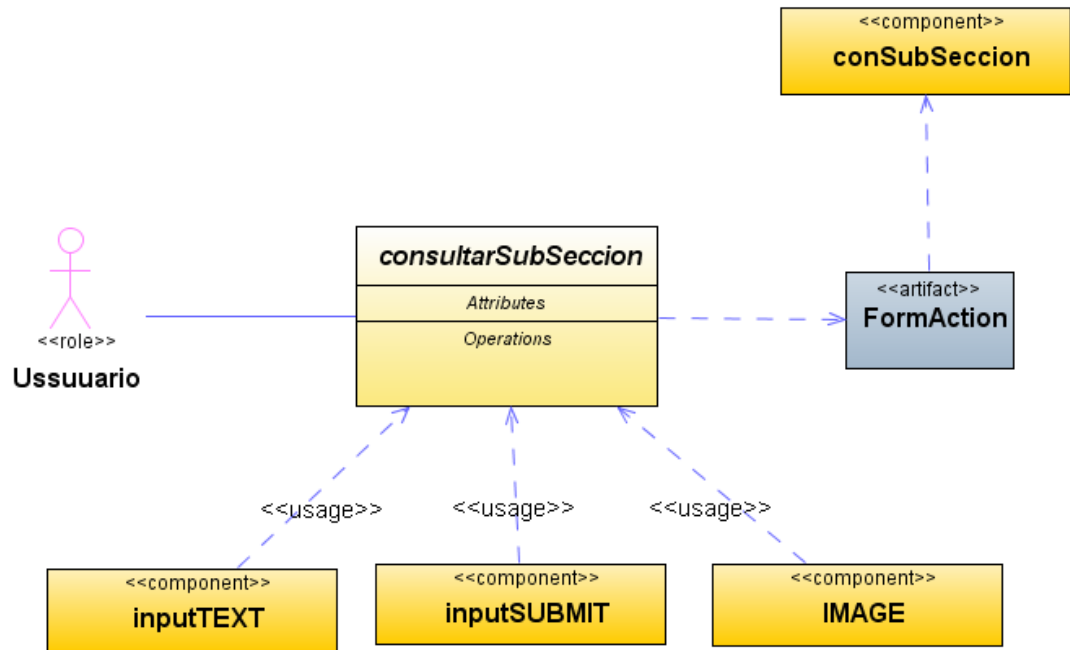 <<component>>
conSubSeccion
consultarSubSeccion
Attributes
Operations
<<artifact>>
FormAction
<<role>>
Ussuuario
<<usage>>
<<usage>>
<<usage>>
<<component>>
inputTEXT
<<component>>
inputSUBMIT
<<component>>
IMAGE